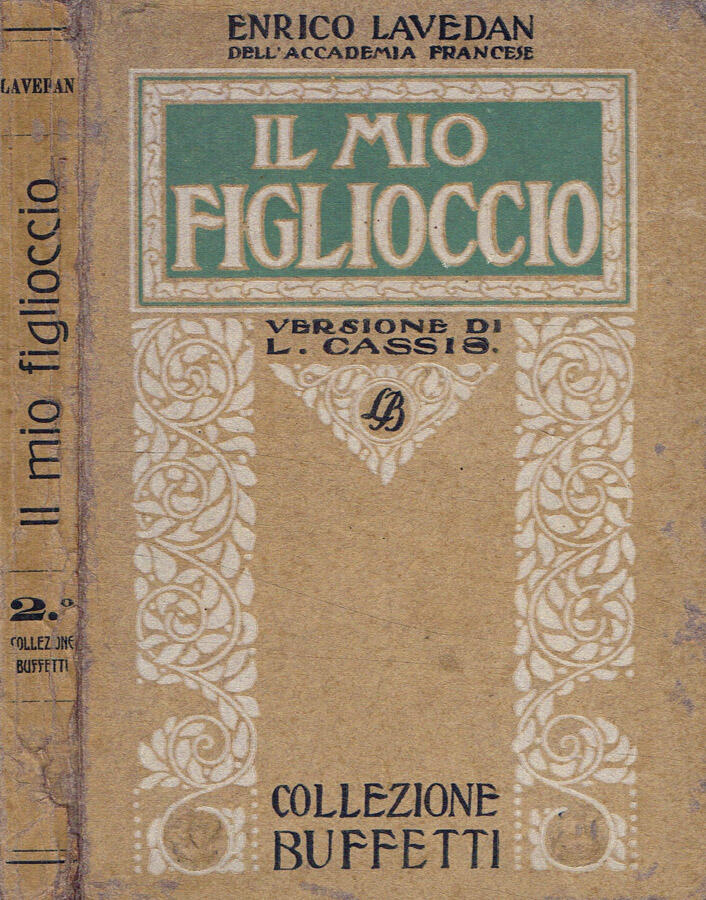 ENRICO LAVEDAN
DELL'ACCADEMIA FRANCESE
IL MIO
FIGLIOCCIO
VERSIONE DI
L. CASSIS.
LB
COLLEZIONE
BUFFETTI
LAVEDAN
Il mio figlioccio
2.º
COLLEZIONE
BUFFETTI